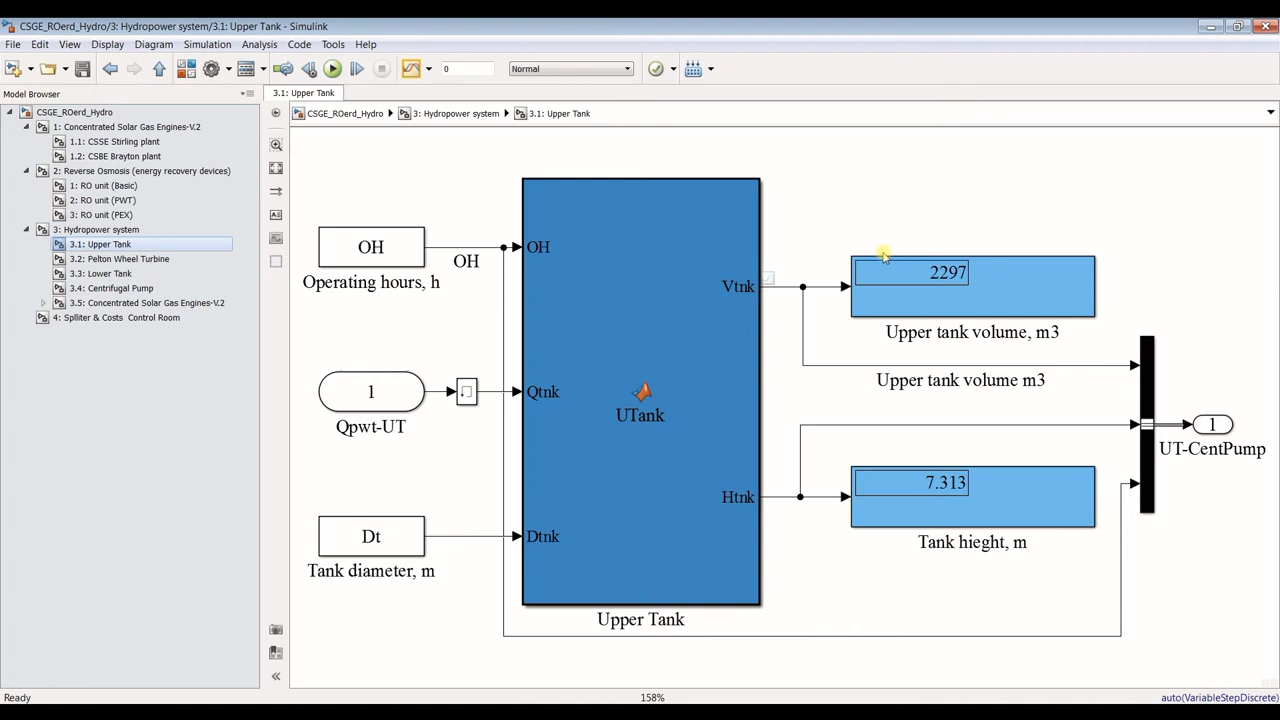 CSGE_ROerd_Hydro/3: Hydropower system/3.1: Upper Tank - Simulink
File Edit View Display Diagram Simulation Analysis Code Tools Help
0 Normal
Model Browser
3.1: Upper Tank
CSGE_ROerd_Hydro 3: Hydropower system 3.1: Upper Tank
CSGE_ROerd_Hydro
1: Concentrated Solar Gas Engines-V.2
1.1: CSSE Stirling plant
1.2: CSBE Brayton plant
2: Reverse Osmosis (energy recovery devices)
1: RO unit (Basic)
2: RO unit (PWT)
3: RO unit (PEX)
3: Hydropower system
3.1: Upper Tank
3.2: Pelton Wheel Turbine
3.3: Lower Tank
3.4: Centrifugal Pump
3.5: Concentrated Solar Gas Engines-V.2
4: Splliter & Costs Control Room
OH
Operating hours, h
OH
OH
1
Qpwt-UT
Qtnk
Dt
Tank diameter, m
Dtnk
UTank
Upper Tank
Vtnk
Htnk
2297
Upper tank volume, m3
Upper tank volume m3
7.313
Tank hieght, m
1
UT-CentPump
Ready
158%
auto(VariableStepDiscrete)